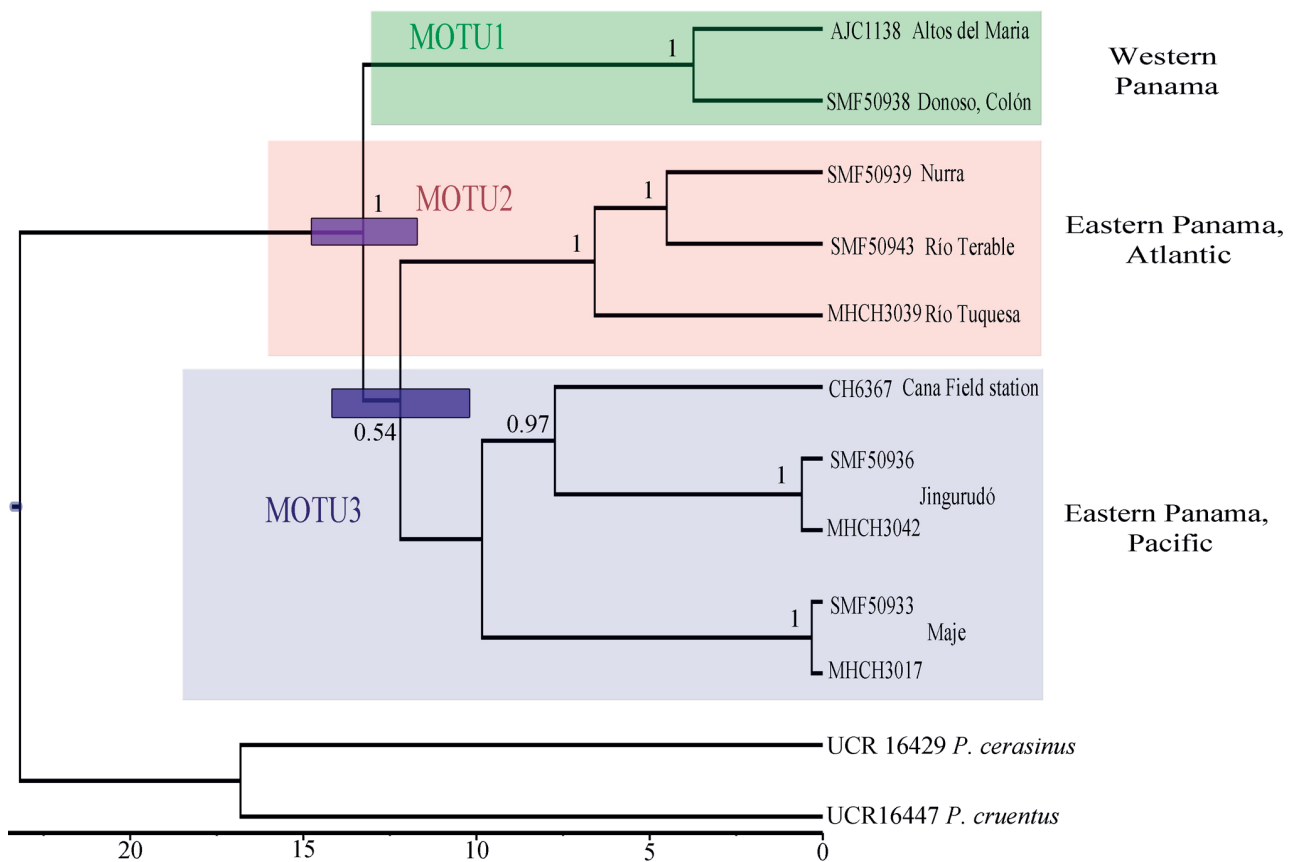 MOTU1
1
AJC1138 Altos del Maria
SMF50938 Donoso, Colón
Western
Panama
1
MOTU2
1
1
SMF50939 Nurra
SMF50943 Río Terable
MHCH3039 Río Tuquesa
Eastern Panama,
Atlantic
0.54
MOTU3
0.97
CH6367 Cana Field station
1
SMF50936
Jingurudó
MHCH3042
1
SMF50933
Maje
MHCH3017
Eastern Panama,
Pacific
UCR 16429 P. cerasinus
UCR16447 P. cruentus
20 15 10 5 0